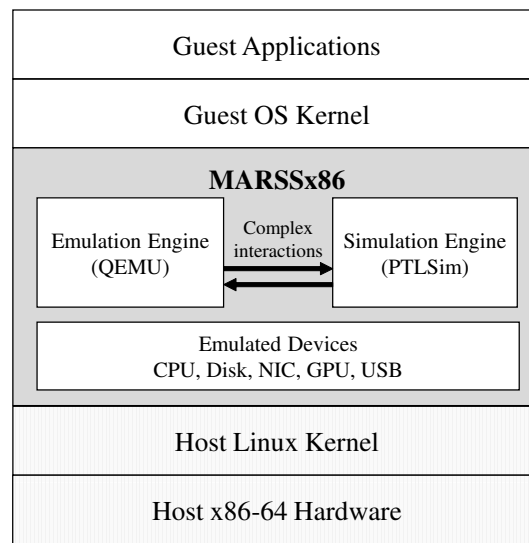 Guest Applications
Guest OS Kernel
MARSSx86
Emulation Engine
(QEMU)
Complex
interactions
Simulation Engine
(PTLSim)
Emulated Devices
CPU, Disk, NIC, GPU, USB
Host Linux Kernel
Host x86-64 Hardware